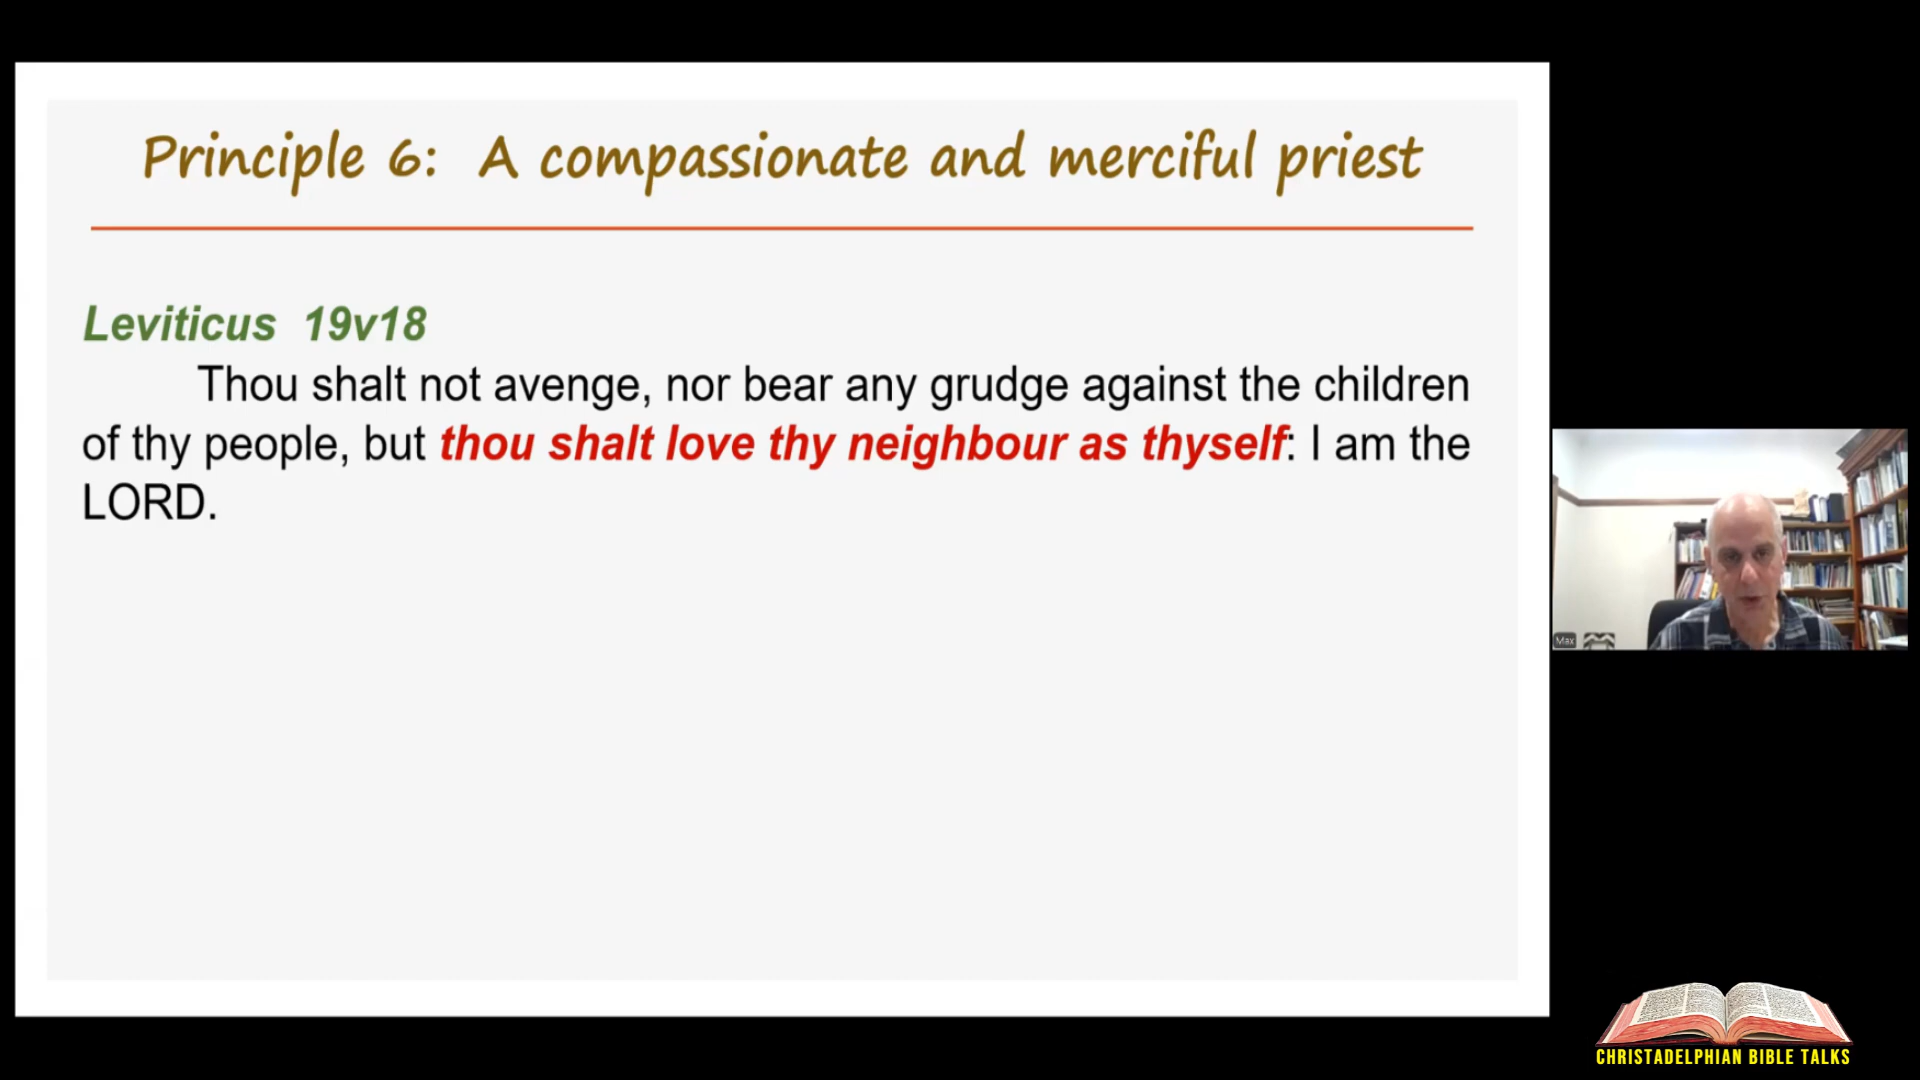 Principle 6: A compassionate and merciful priest
Leviticus 19v18
Thou shalt not avenge, nor bear any grudge against the children
of thy people, but thou shalt love thy neighbour as thyself: I am the
LORD.
Max
CHRISTADELPHIAN BIBLE TALKS